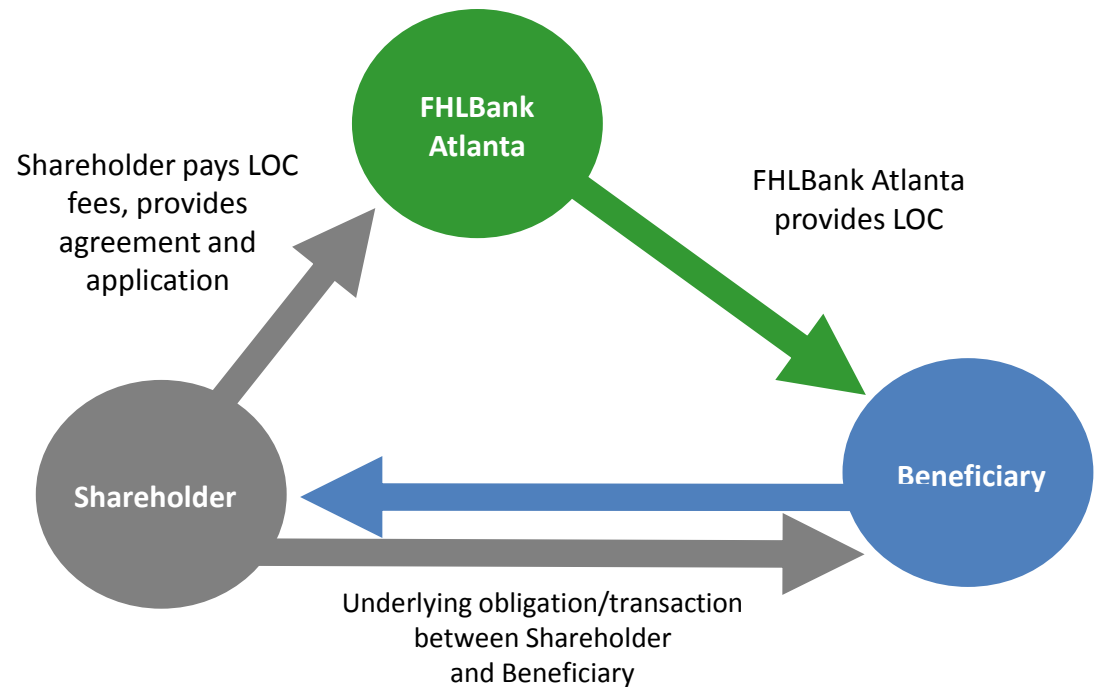 FHLBank
Atlanta
Shareholder pays LOC
fees, provides
agreement and
application
FHLBank Atlanta
provides LOC
Shareholder
Beneficiary
Underlying obligation/transaction
between Shareholder
and Beneficiary